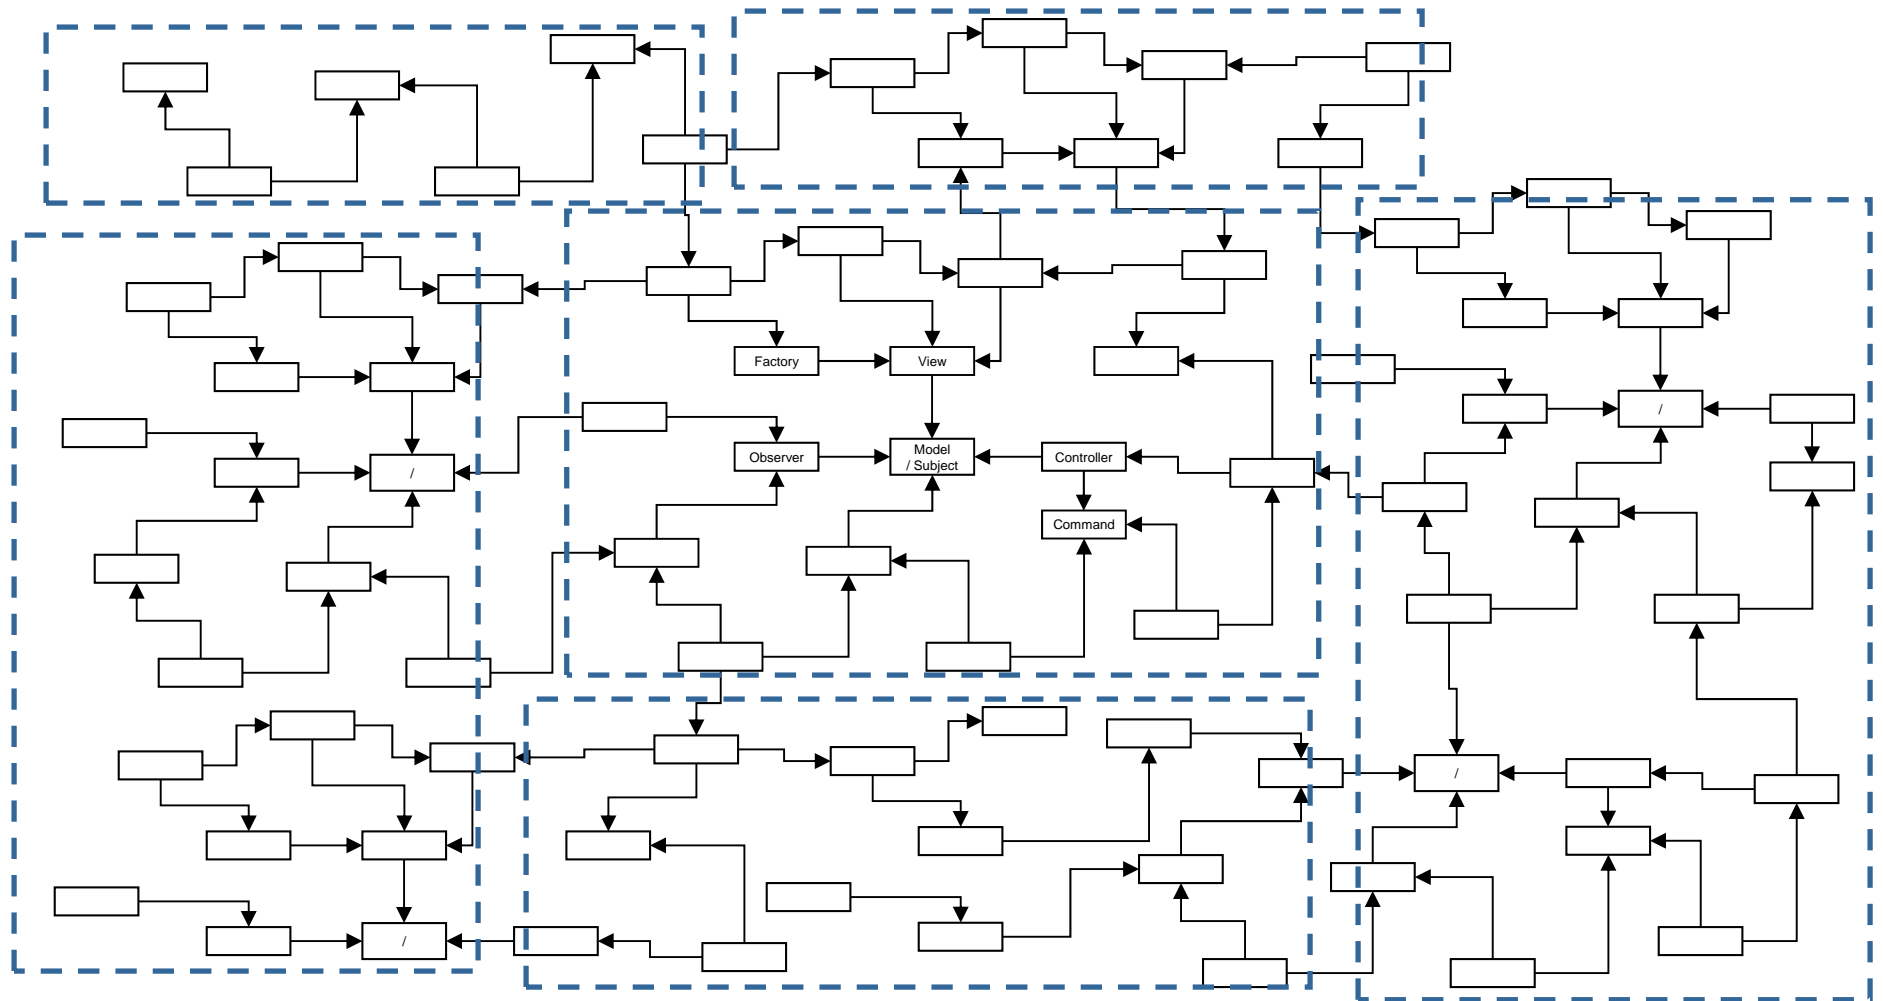 Factory
View
/
Observer
Model
/ Subject
Controller
/
Command
/
/